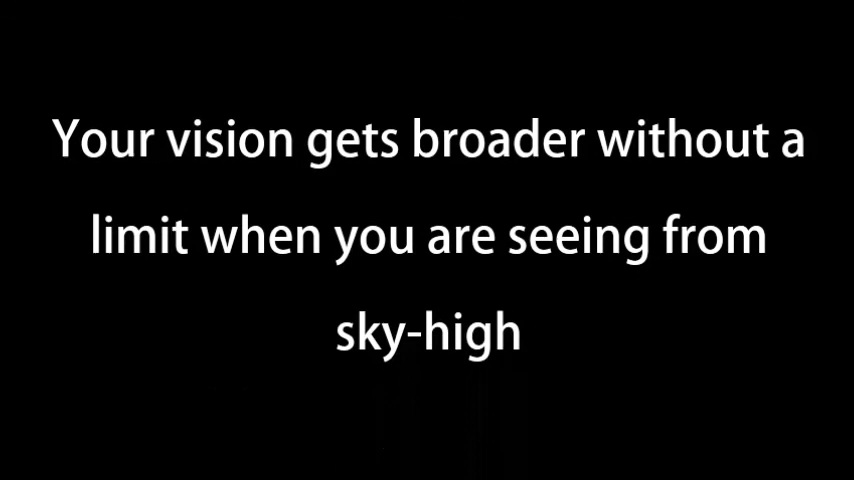 Your vision gets broader without a
limit when you are seeing from
sky-high